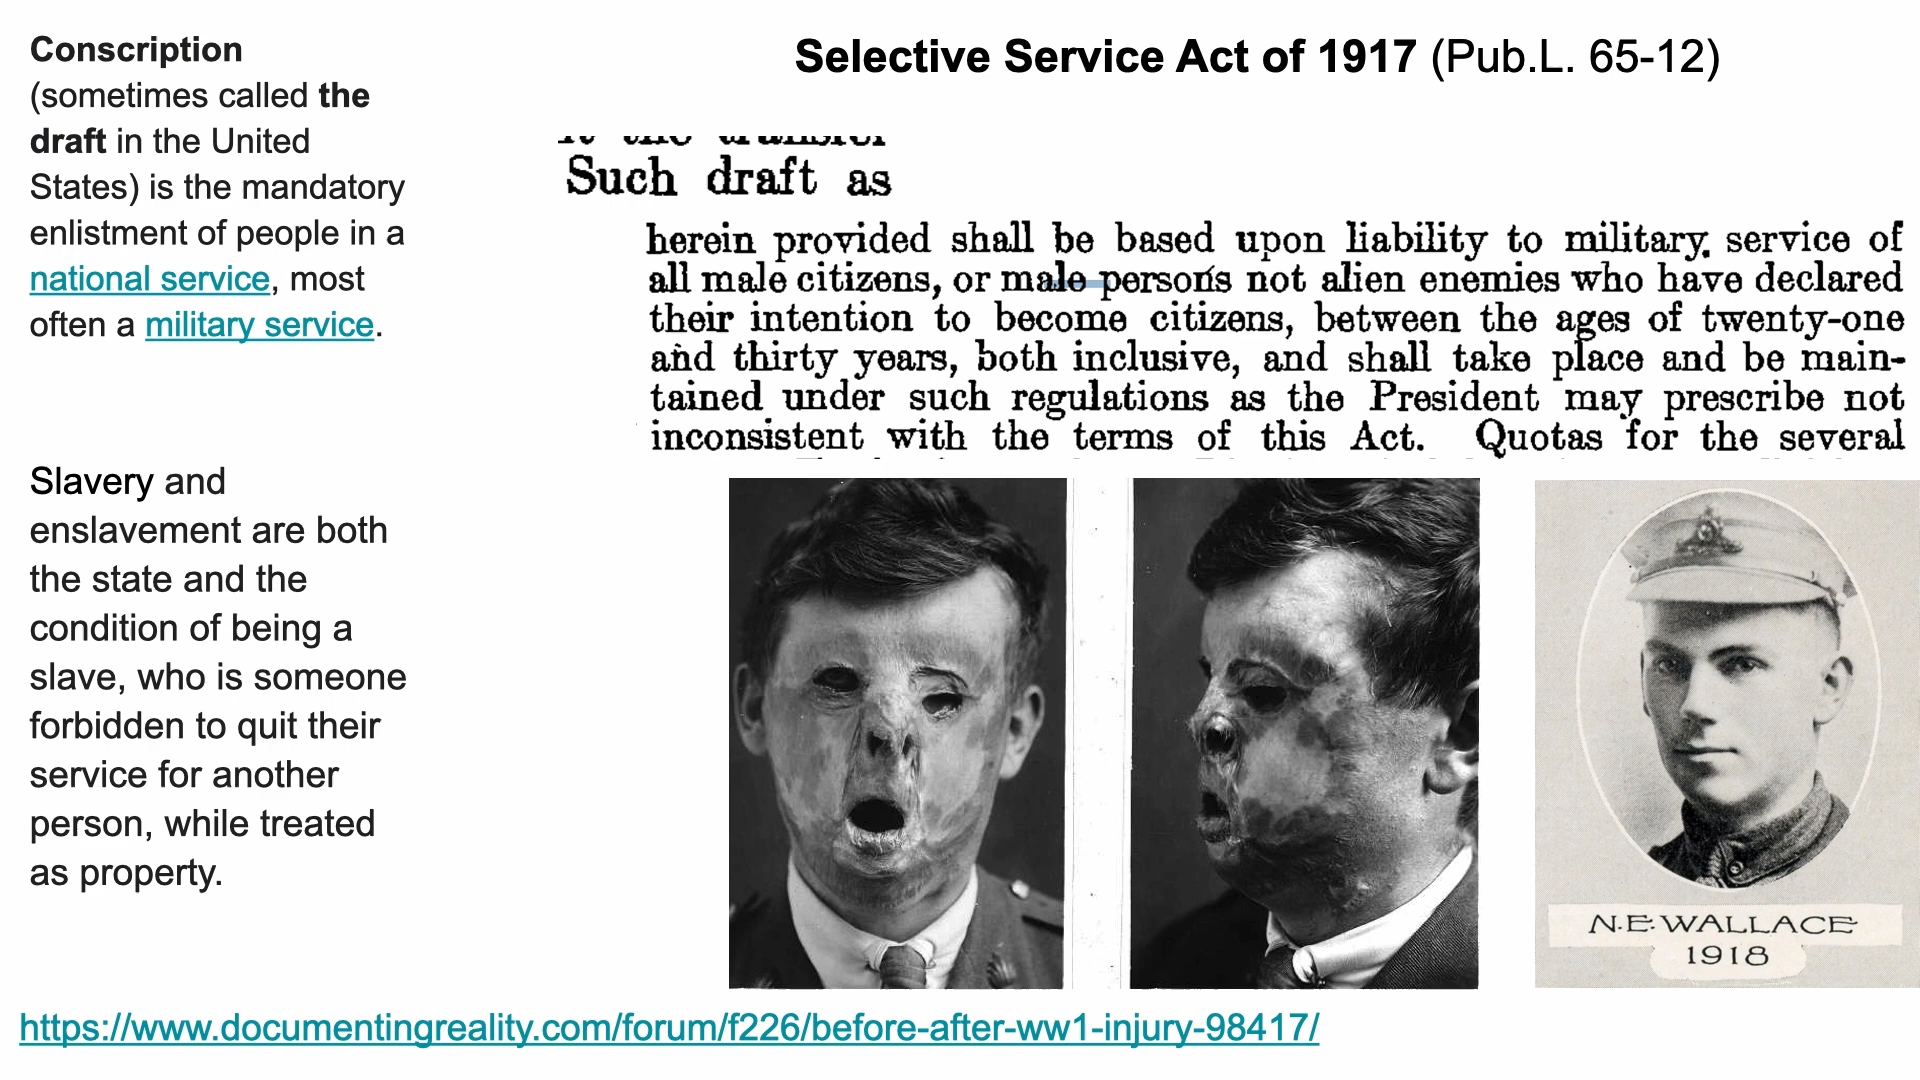 Conscription
(sometimes called the
draft in the United
States) is the mandatory
enlistment of people in a
national service, most
often a military service.
Slavery and
enslavement are both
the state and the
condition of being a
slave, who is someone
forbidden to quit their
service for another
person, while treated
as property.
Selective Service Act of 1917 (Pub.L. 65-12)
Such draft as
herein provided shall be based upon liability to military service of
all male citizens, or male persons not alien enemies who have declared
their intention to become citizens, between the ages of twenty-one
and thirty years, both inclusive, and shall take place and be main-
tained under such regulations as the President may prescribe not
inconsistent with the terms of this Act. Quotas for the several
N.E. WALLACE
1918
https://www.documentingreality.com/forum/f226/before-after-ww1-injury-98417/